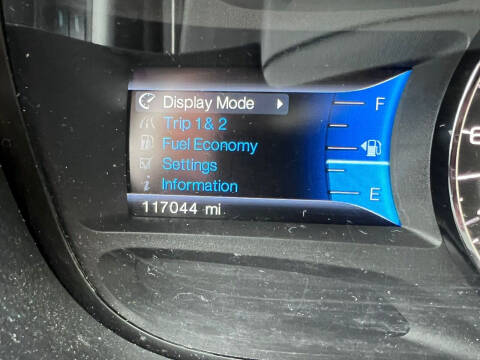 Display Mode
F
Trip 1 & 2
Fuel Economy
Settings
Information
E
117044 mi